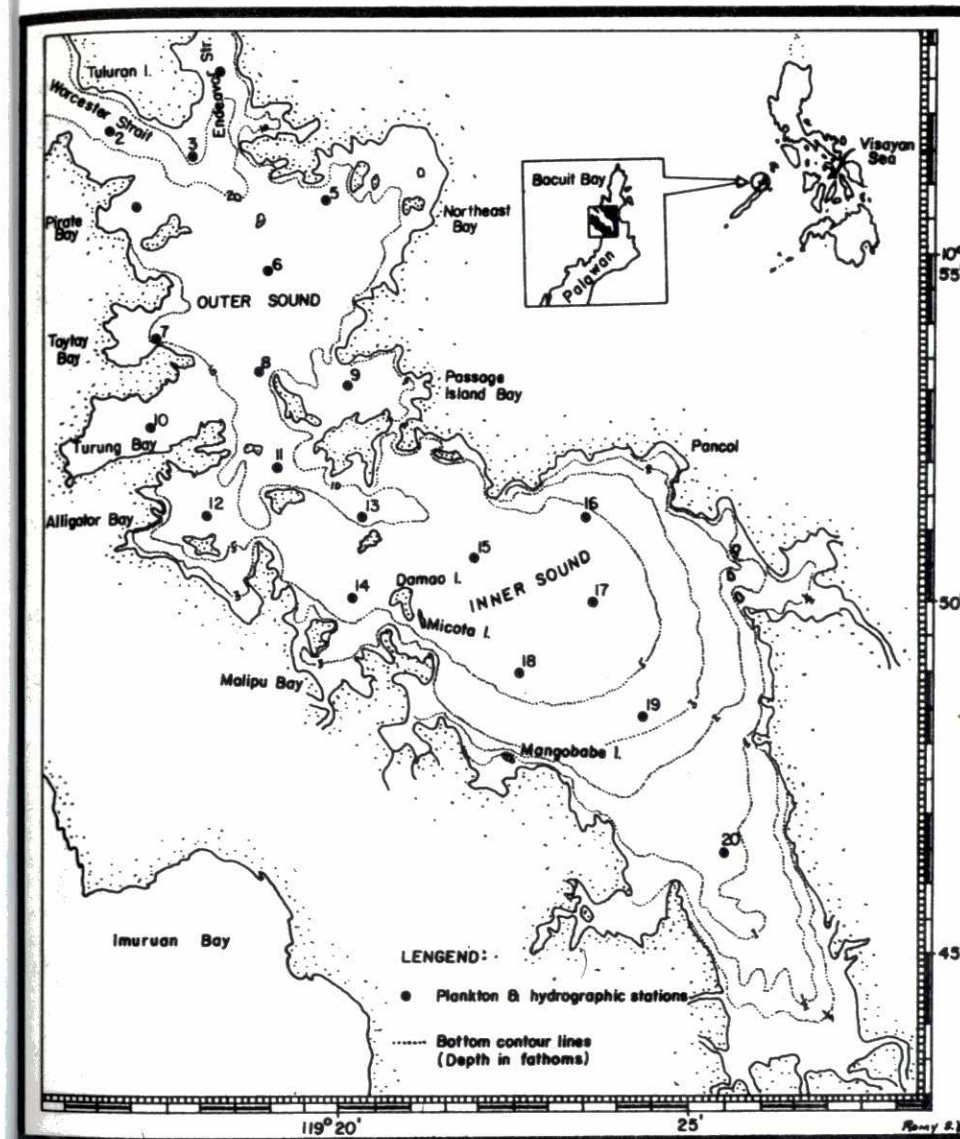 Str.
Endeavor
Tuluran I.
Worcester Strait
2
3
20
5
Pirate
Bay
Northeast
Bay
6
OUTER SOUND
Taytay
Bay
7
8
9
Passage
Island Bay
10
Turung Bay
11
12
Alligator Bay
10
13
Pancol
16
15
INNER SOUND
17
14
Damao I.
Micota I.
18
Malipu Bay
19
Mangobabe I.
20
Imuruan Bay
Bacuit Bay
Palawan
Visayan
Sea
10°
55'
50'
45'
LENGEND:
Plankton & hydrographic stations
Bottom contour lines
(Depth in fathoms)
119° 20'
25'